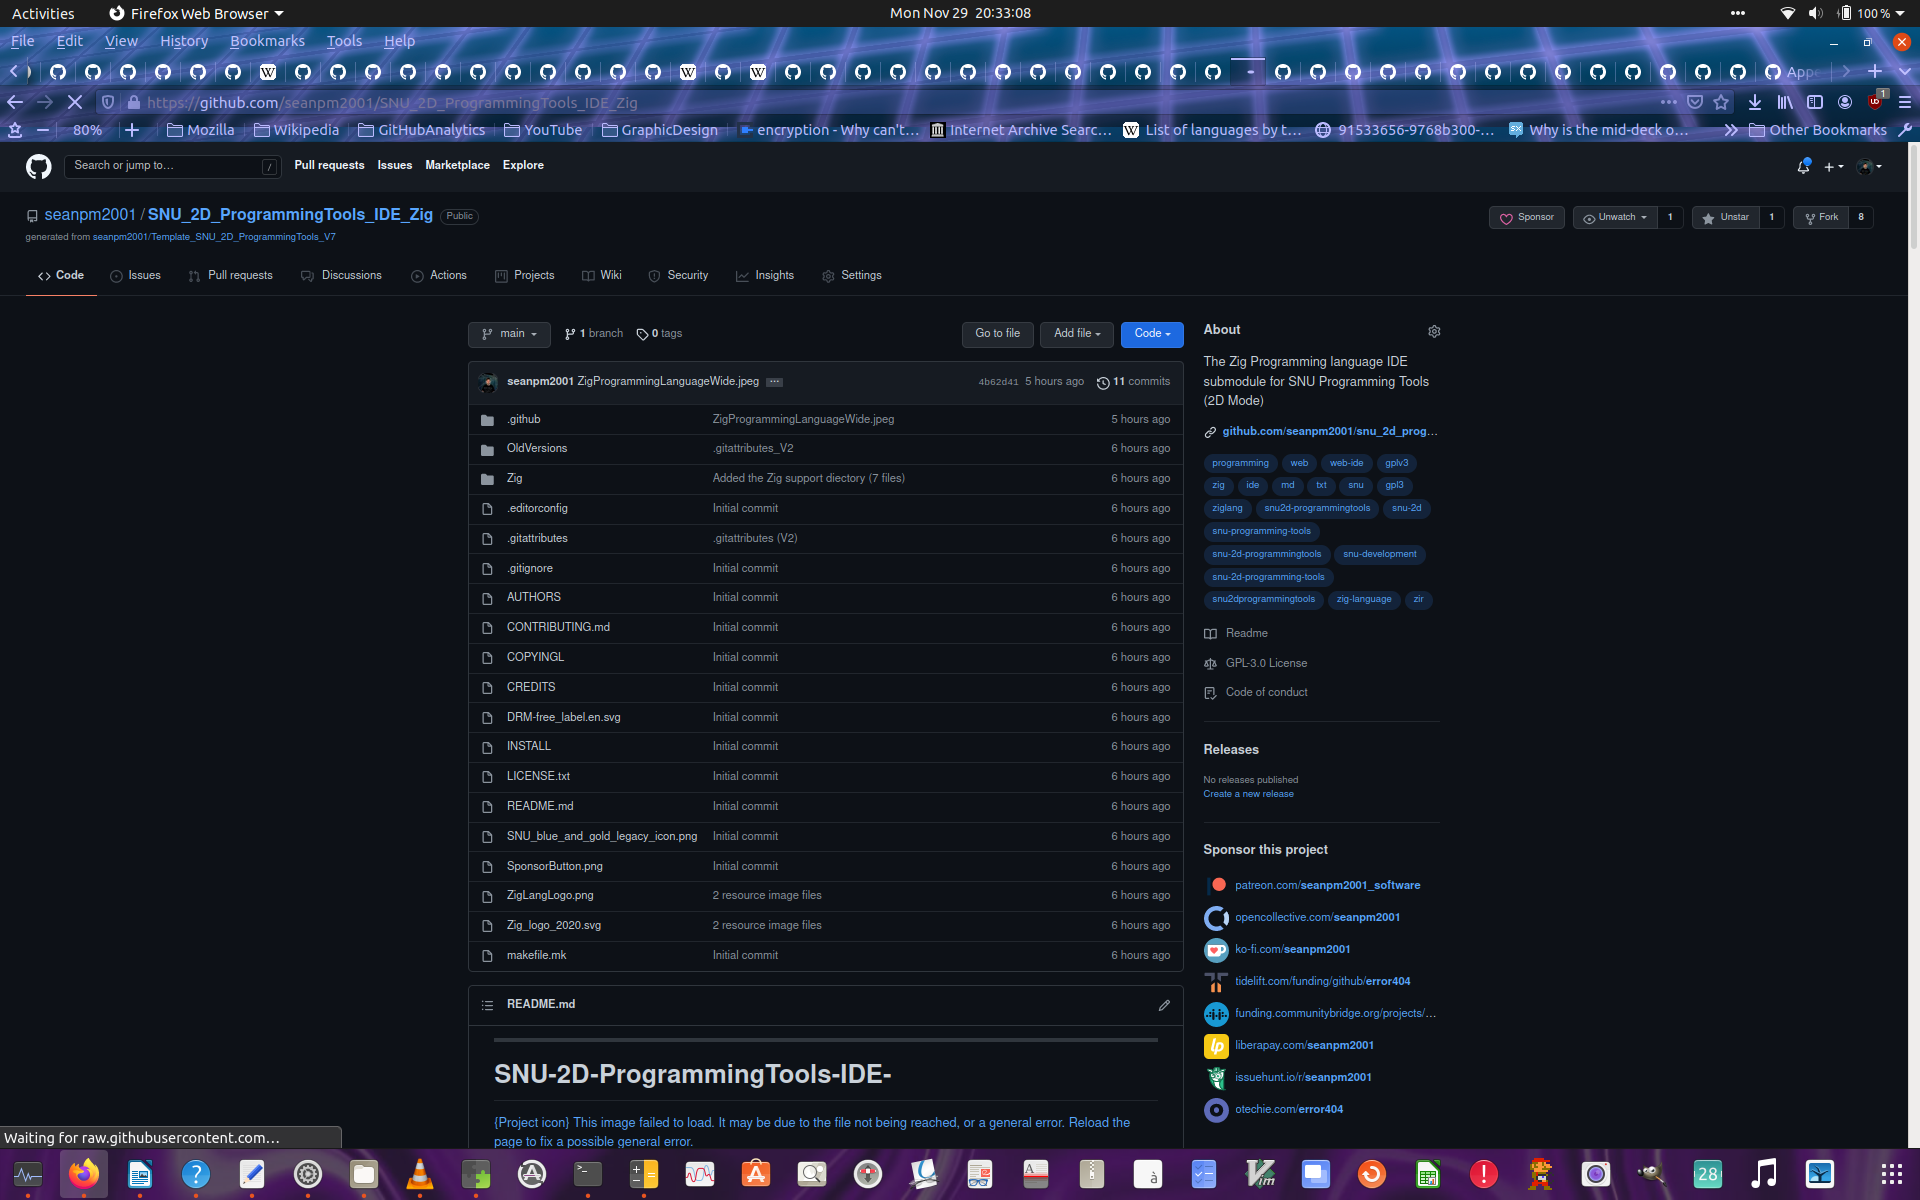 Activities
Firefox Web Browser
Mon Nov 29 20:33:08
100 %
File Edit View History Bookmarks Tools Help
W
W
W
Appe
https://github.com/seanpm2001/SNU_2D_ProgrammingTools_IDE_Zig
1
80%
Mozilla
Wikipedia
GitHubAnalytics
YouTube
GraphicDesign
encryption - Why can't…
Internet Archive Searc…
W List of languages by t…
91533656-9768b300-…
Why is the mid-deck o…
Other Bookmarks
Search or jump to… /
Pull requests Issues Marketplace Explore
seanpm2001 / SNU_2D_ProgrammingTools_IDE_Zig Public
generated from seanpm2001/Template_SNU_2D_ProgrammingTools_V7
Sponsor
Unwatch 1
Unstar 1
Fork 8
Code Issues Pull requests Discussions Actions Projects Wiki Security Insights Settings
main 1 branch 0 tags
Go to file Add file Code
seanpm2001 ZigProgrammingLanguageWide.jpeg ··· 4b62d41 5 hours ago 11 commits
.github ZigProgrammingLanguageWide.jpeg 5 hours ago
OldVersions .gitattributes_V2 6 hours ago
Zig Added the Zig support diectory (7 files) 6 hours ago
.editorconfig Initial commit 6 hours ago
.gitattributes .gitattributes (V2) 6 hours ago
.gitignore Initial commit 6 hours ago
AUTHORS Initial commit 6 hours ago
CONTRIBUTING.md Initial commit 6 hours ago
COPYINGL Initial commit 6 hours ago
CREDITS Initial commit 6 hours ago
DRM-free_label.en.svg Initial commit 6 hours ago
INSTALL Initial commit 6 hours ago
LICENSE.txt Initial commit 6 hours ago
README.md Initial commit 6 hours ago
SNU_blue_and_gold_legacy_icon.png Initial commit 6 hours ago
SponsorButton.png Initial commit 6 hours ago
ZigLangLogo.png 2 resource image files 6 hours ago
Zig_logo_2020.svg 2 resource image files 6 hours ago
makefile.mk Initial commit 6 hours ago
README.md
SNU-2D-ProgrammingTools-IDE-
{Project icon} This image failed to load. It may be due to the file not being reached, or a general error. Reload the
page to fix a possible general error.
About
The Zig Programming language IDE
submodule for SNU Programming Tools
(2D Mode)
github.com/seanpm2001/snu_2d_prog…
programming web web-ide gplv3
zig ide md txt snu gpl3
ziglang snu2d-programmingtools snu-2d
snu-programming-tools
snu-2d-programmingtools snu-development
snu-2d-programming-tools
snu2dprogrammingtools zig-language zir
Readme
GPL-3.0 License
Code of conduct
Releases
No releases published
Create a new release
Sponsor this project
patreon.com/seanpm2001_software
opencollective.com/seanpm2001
ko-fi.com/seanpm2001
tidelift.com/funding/github/error404
funding.communitybridge.org/projects/…
lp liberapay.com/seanpm2001
issuehunt.io/r/seanpm2001
otechie.com/error404
Waiting for raw.githubusercontent.com…
28